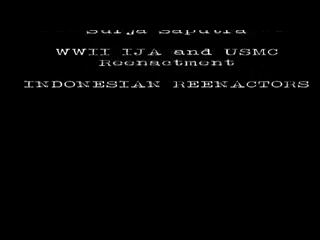 Surja Saputra
WWII IJA and USMC
Reenactment
INDONESIAN REENACTORS